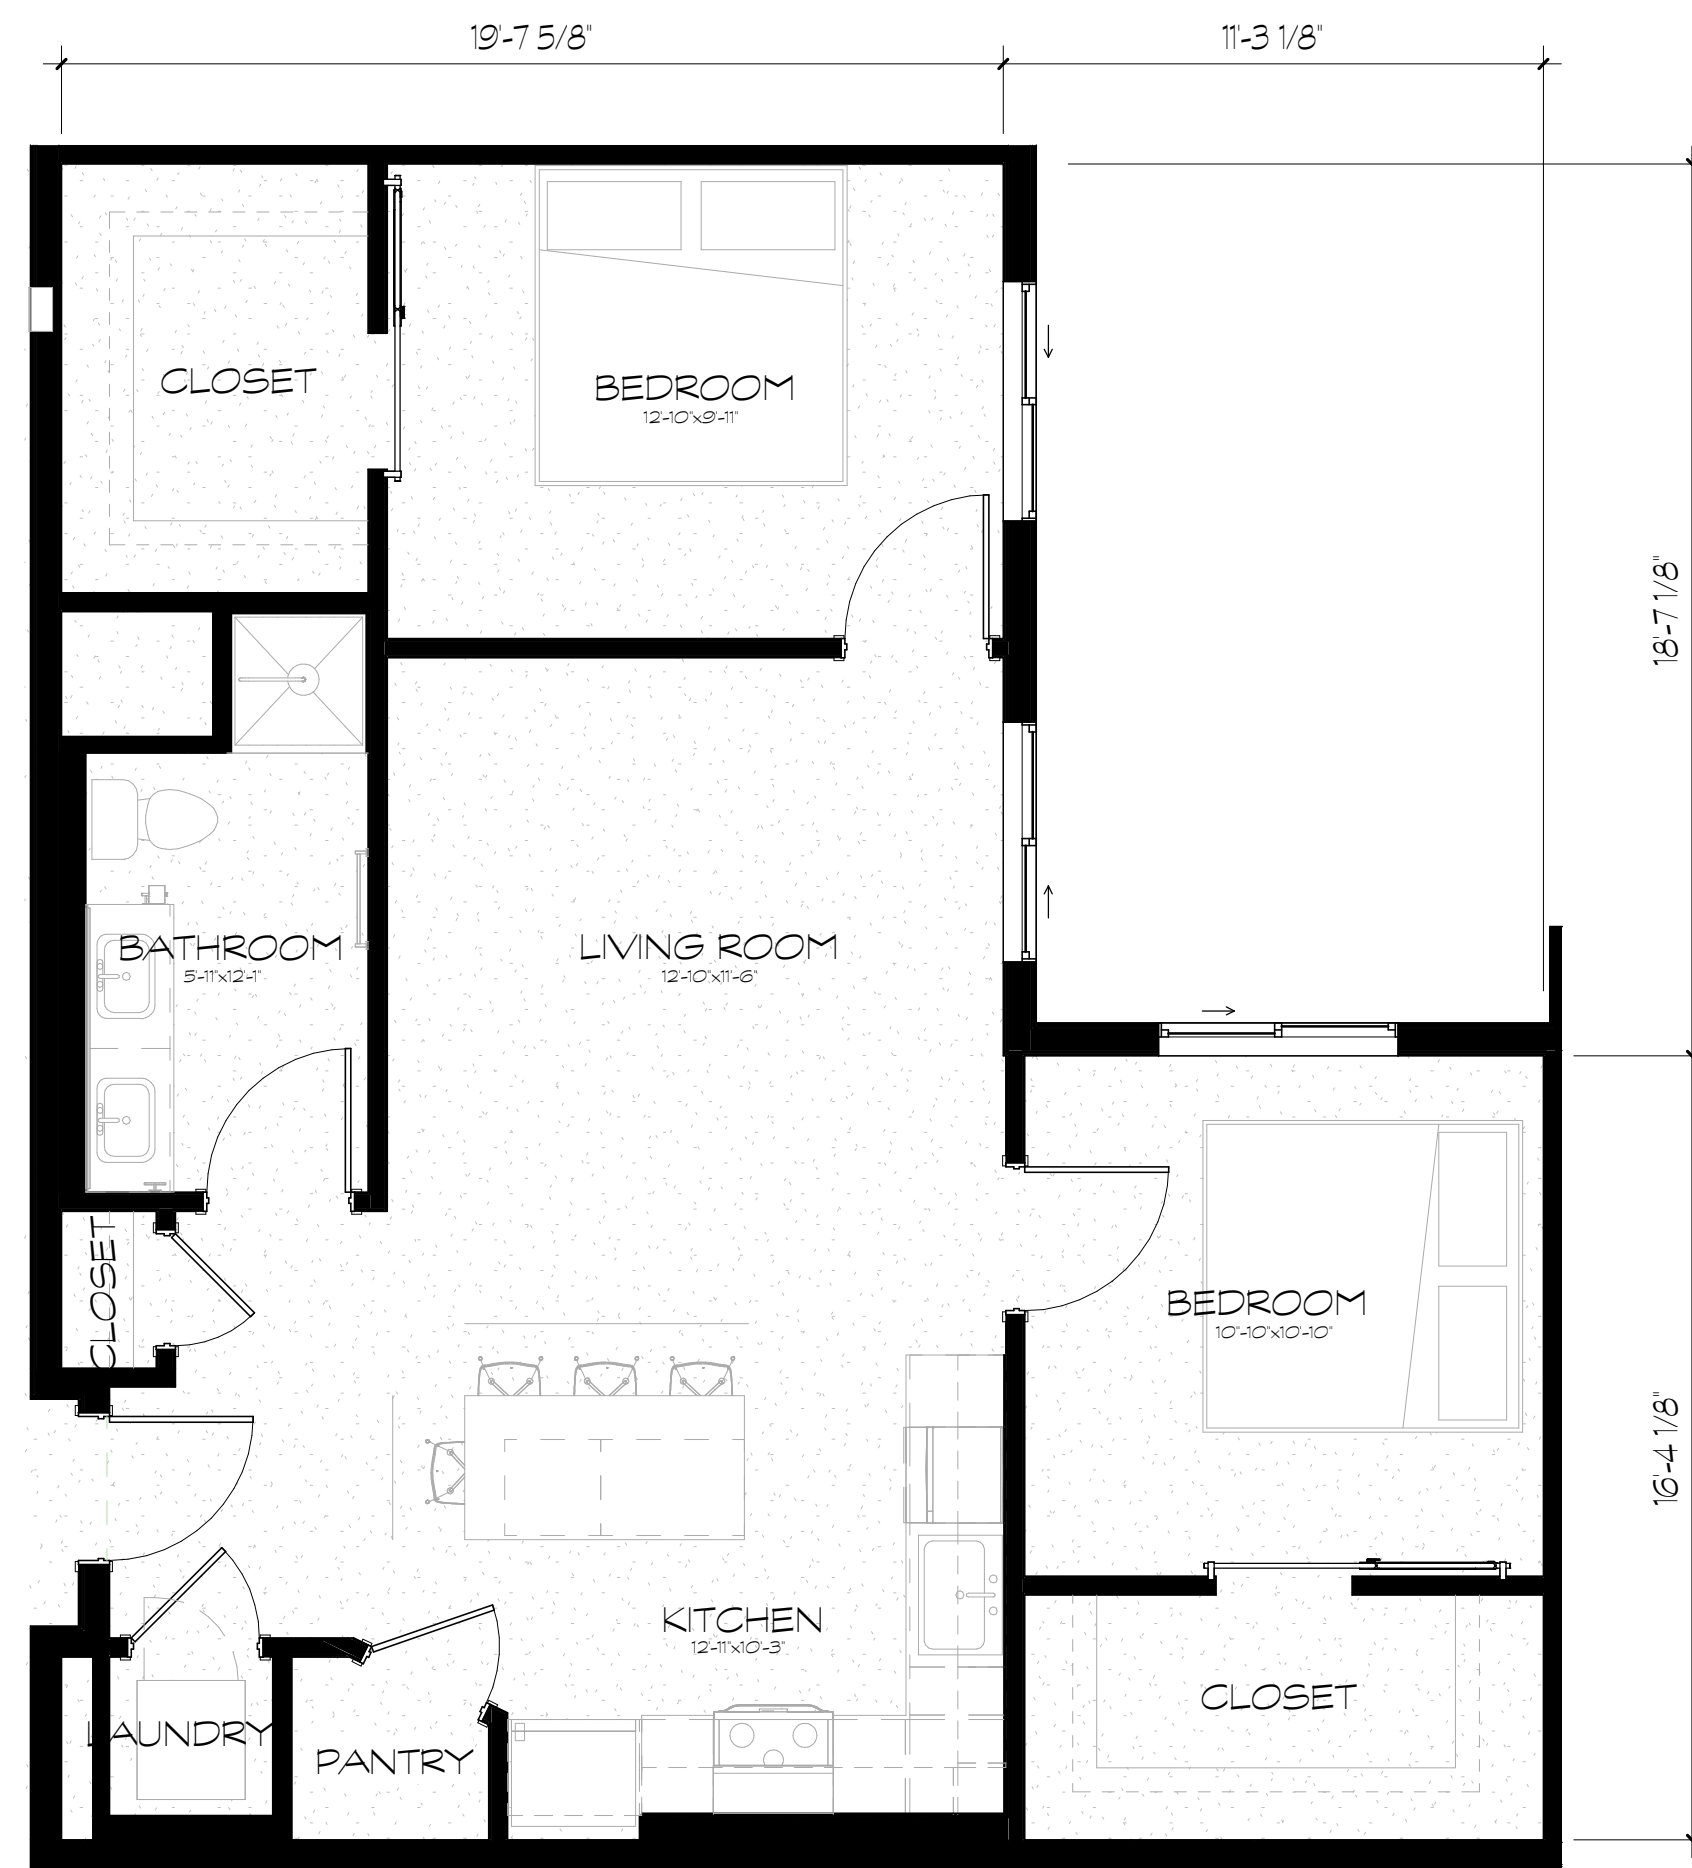 19'-7 5/8"
11'-3 1/8"
CLOSET
BEDROOM
12'-10"x9'-11"
18'-7 1/8"
BATHROOM
5'-11"x12'-1"
LIVING ROOM
12'-10"x11'-6"
CLOSET
BEDROOM
10'-10"x10'-10"
16'-4 1/8"
KITCHEN
12'-11"x10'-3"
CLOSET
LAUNDRY
PANTRY